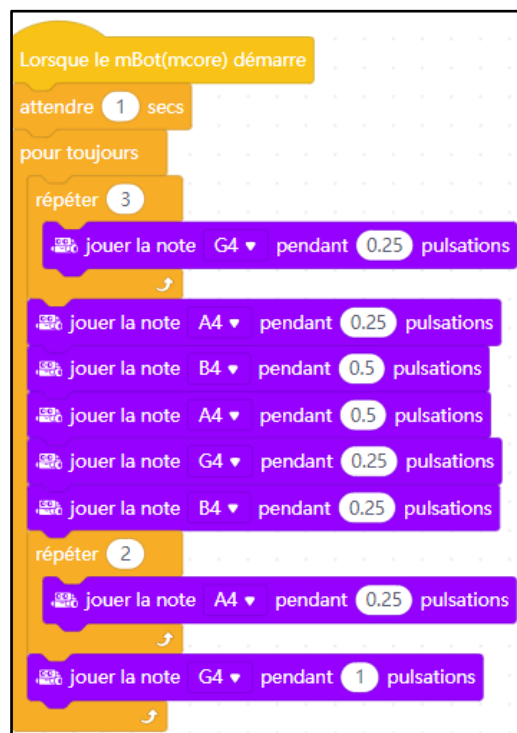 Lorsque le mBot(mcore) démarre
attendre 1 secs
pour toujours
répéter 3
jouer la note G4 pendant 0.25 pulsations
jouer la note A4 pendant 0.25 pulsations
jouer la note B4 pendant 0.5 pulsations
jouer la note A4 pendant 0.5 pulsations
jouer la note G4 pendant 0.25 pulsations
jouer la note B4 pendant 0.25 pulsations
répéter 2
jouer la note A4 pendant 0.25 pulsations
jouer la note G4 pendant 1 pulsations